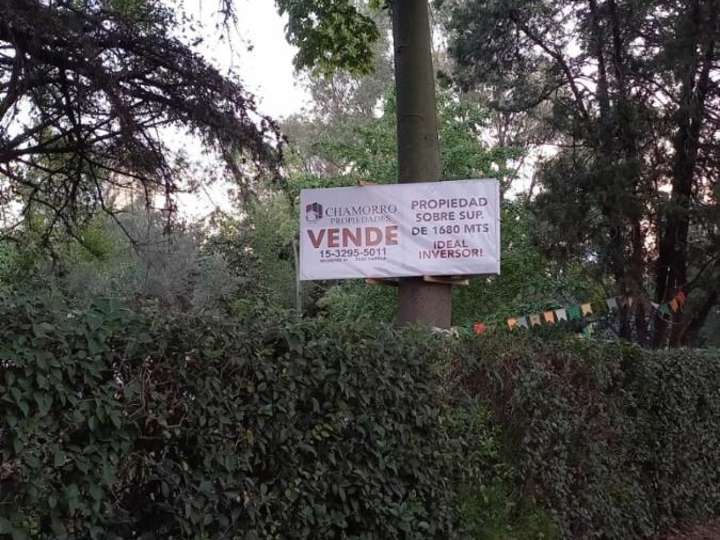 CHAMORRO
PROPIEDADES
VENDE
15-3295-5011
PROPIEDAD
SOBRE SUP.
DE 1680 MTS
IDEAL
INVERSOR!